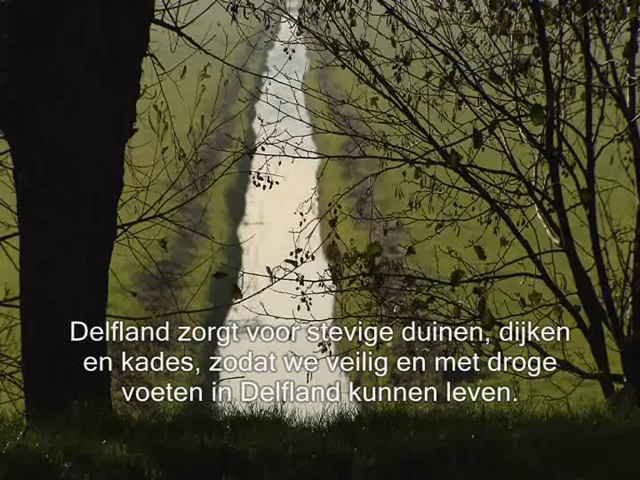 Delfland zorgt voor stevige duinen, dijken
en kades, zodat we veilig en met droge
voeten in Delfland kunnen leven.